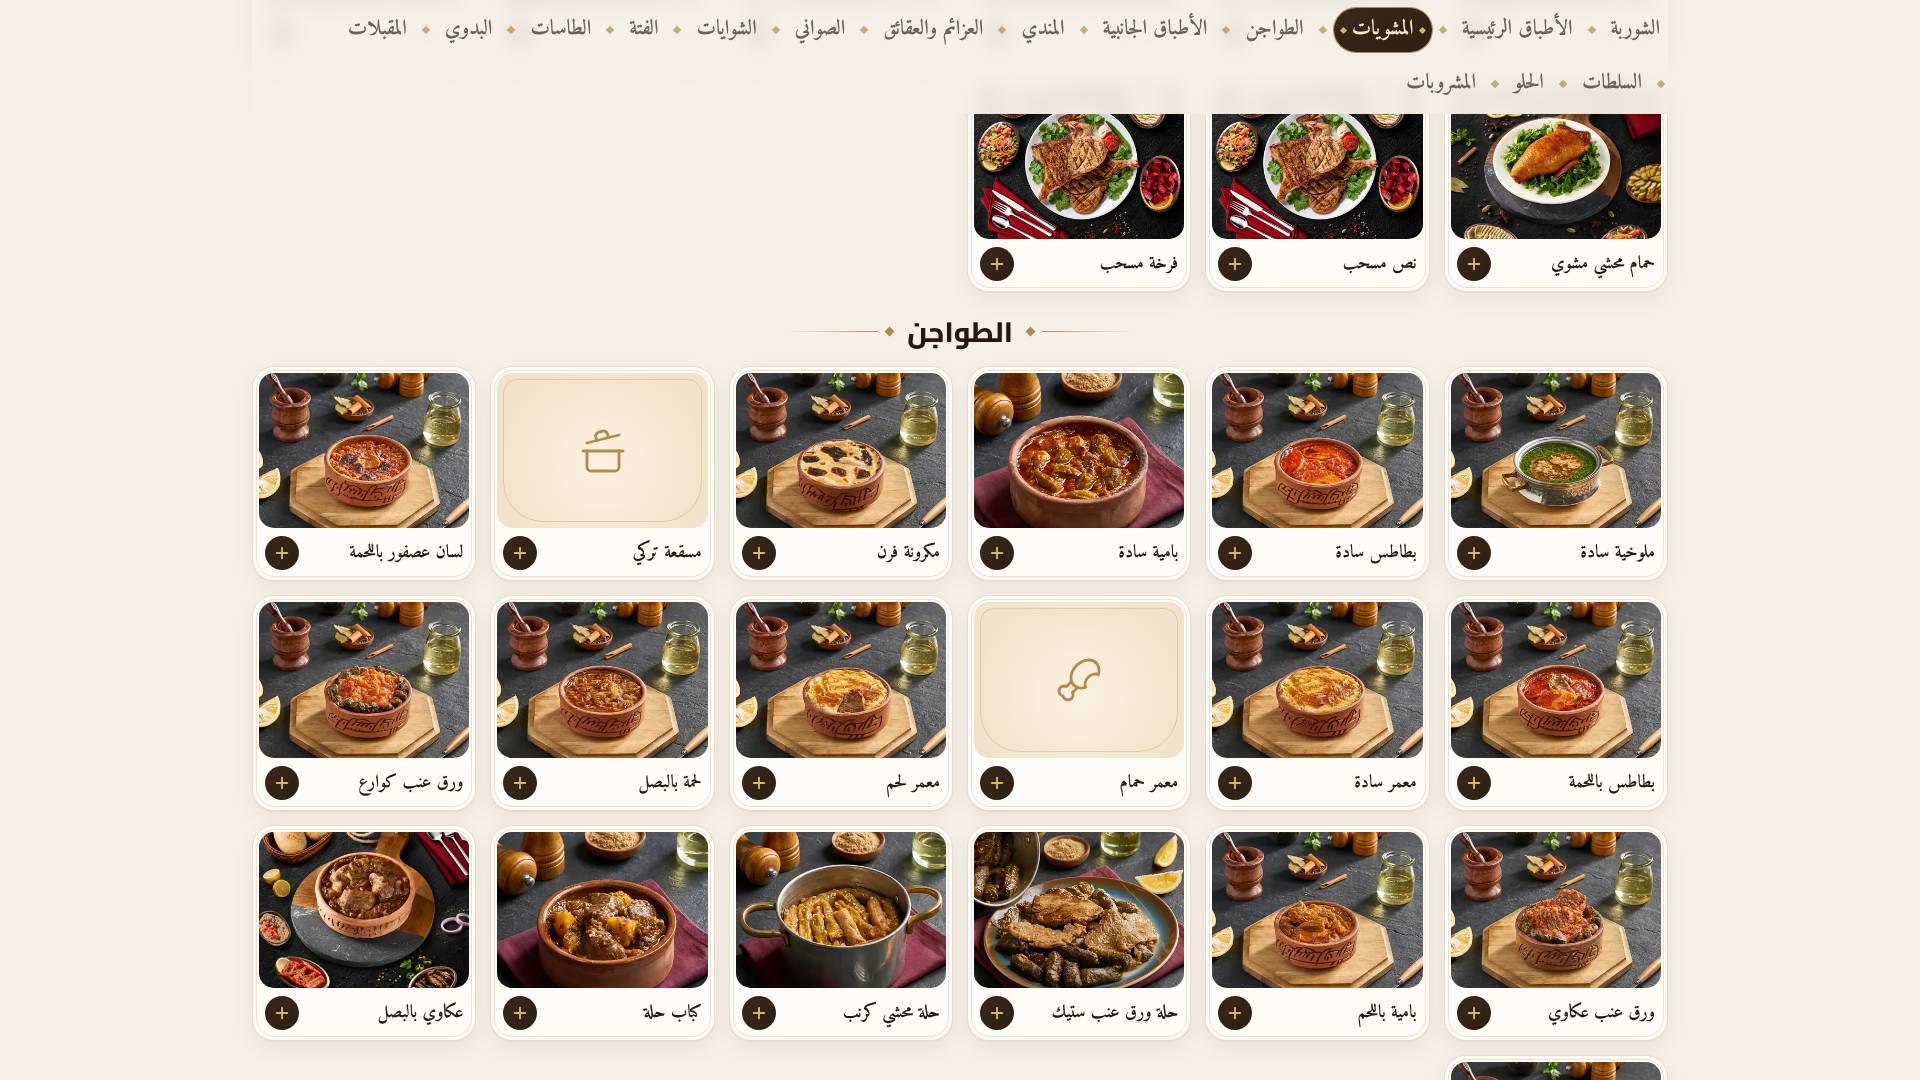 الشوربة
الأطباق الرئيسية
المشويات
الطواجن
الأطباق الجانبية
المندي
العزائم والعقائق
الصواني
الشوايات
الفتة
الطاسات
البدوي
المقبلات
السلطات
الحلو
المشروبات
حمام محشي مشوي
نص مسحب
فرخة مسحب
الطواجن
ملوخية سادة
بطاطس سادة
بامية سادة
مكرونة فرن
مسقعة تركي
لسان عصفور باللحمة
بطاطس باللحمة
معمر سادة
معمر حمام
معمر لحم
لحمة بالبصل
ورق عنب كوارع
ورق عنب عكاوي
بامية باللحم
حلة ورق عنب ستيك
حلة محشي كرنب
كباب حلة
عكاوي بالبصل